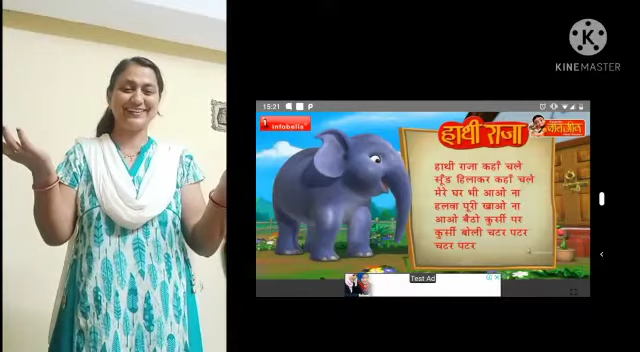 KINEMASTER
15:21
infobells
हाथी राजा
हाथी राजा कहाँ चले
सूँड हिलाकर कहाँ चले
मेरे घर भी आओ ना
हलवा पूरी खाओ ना
आओ बैठो कुर्सी पर
कुर्सी बोली चटर पटर
चटर पटर
Test Ad